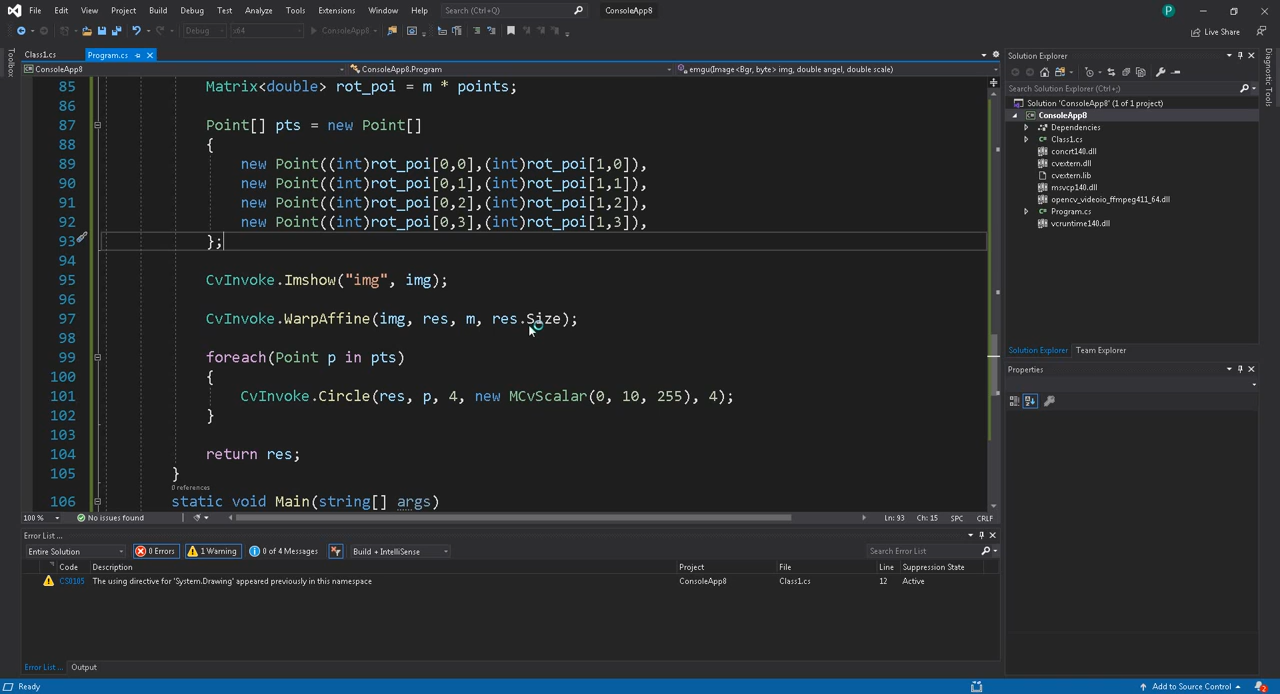 File Edit View Project Build Debug Test Analyze Tools Extensions Window Help Search (Ctrl+Q) ConsoleApp8 P
Debug x64 ConsoleApp8 Live Share
Class1.cs Program.cs
ConsoleApp8 ConsoleApp8.Program emgu(Image<Bgr, byte> img, double angel, double scale)
Toolbox
85 Matrix<double> rot_poi = m * points;
86
87 Point[] pts = new Point[]
88 {
89 new Point((int)rot_poi[0,0],(int)rot_poi[1,0]),
90 new Point((int)rot_poi[0,1],(int)rot_poi[1,1]),
91 new Point((int)rot_poi[0,2],(int)rot_poi[1,2]),
92 new Point((int)rot_poi[0,3],(int)rot_poi[1,3]),
93 };
94
95 CvInvoke.Imshow("img", img);
96
97 CvInvoke.WarpAffine(img, res, m, res.Size);
98
99 foreach(Point p in pts)
100 {
101 CvInvoke.Circle(res, p, 4, new MCvScalar(0, 10, 255), 4);
102 }
103
104 return res;
105 }
0 references
106 static void Main(string[] args)
100 % No issues found Ln: 93 Ch: 15 SPC CRLF
Error List ...
Entire Solution 0 Errors 1 Warning 0 of 4 Messages Build + IntelliSense Search Error List
Code Description Project File Line Suppression State
CS0105 The using directive for 'System.Drawing' appeared previously in this namespace ConsoleApp8 Class1.cs 12 Active
Error List ... Output
Solution Explorer
Search Solution Explorer (Ctrl+;)
Solution 'ConsoleApp8' (1 of 1 project)
ConsoleApp8
Dependencies
Class1.cs
concrt140.dll
cvextern.dll
cvextern.lib
msvcp140.dll
opencv_videoio_ffmpeg411_64.dll
Program.cs
vcruntime140.dll
Solution Explorer Team Explorer
Properties
Diagnostic Tools
Ready Add to Source Control 2